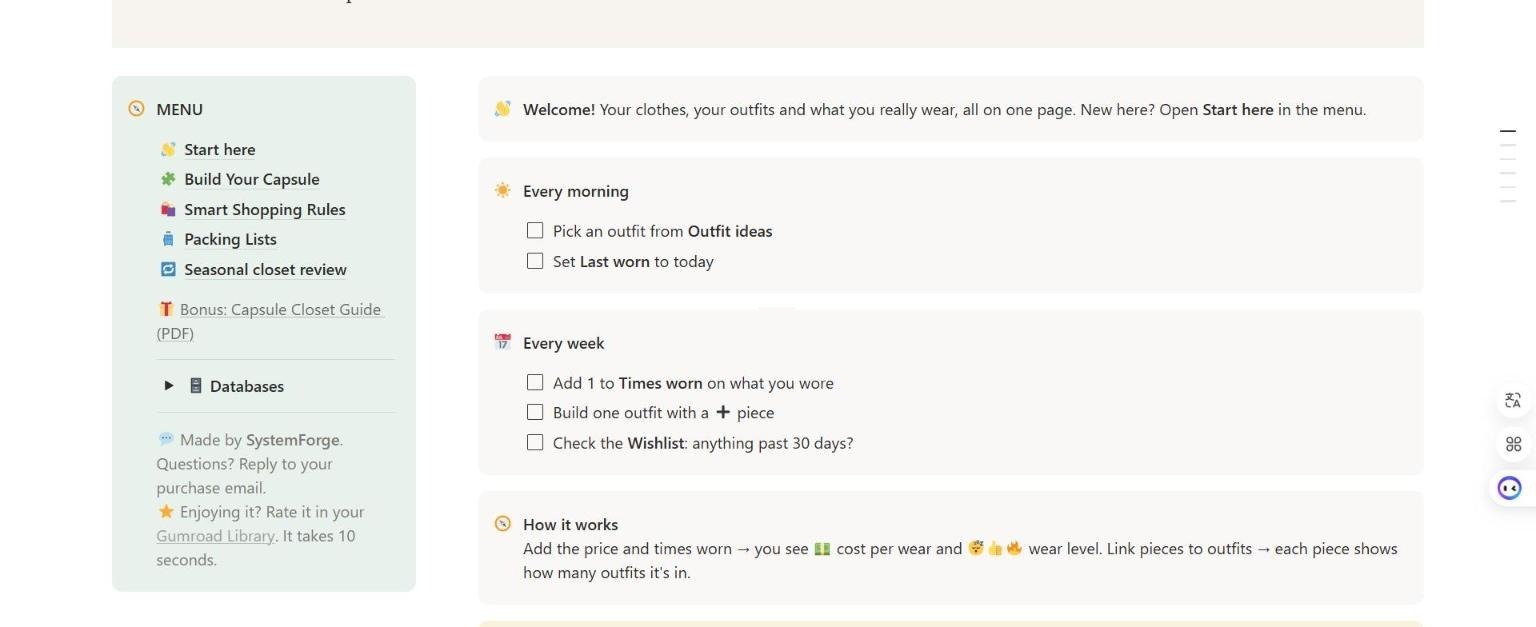 MENU
Start here
Build Your Capsule
Smart Shopping Rules
Packing Lists
Seasonal closet review
Bonus: Capsule Closet Guide
(PDF)
Databases
Made by SystemForge.
Questions? Reply to your
purchase email.
Enjoying it? Rate it in your
Gumroad Library. It takes 10
seconds.
Welcome! Your clothes, your outfits and what you really wear, all on one page. New here? Open Start here in the menu.
Every morning
Pick an outfit from Outfit ideas
Set Last worn to today
Every week
Add 1 to Times worn on what you wore
Build one outfit with a ➕ piece
Check the Wishlist: anything past 30 days?
How it works
Add the price and times worn → you see 💵 cost per wear and 😴👍🔥 wear level. Link pieces to outfits → each piece shows
how many outfits it's in.